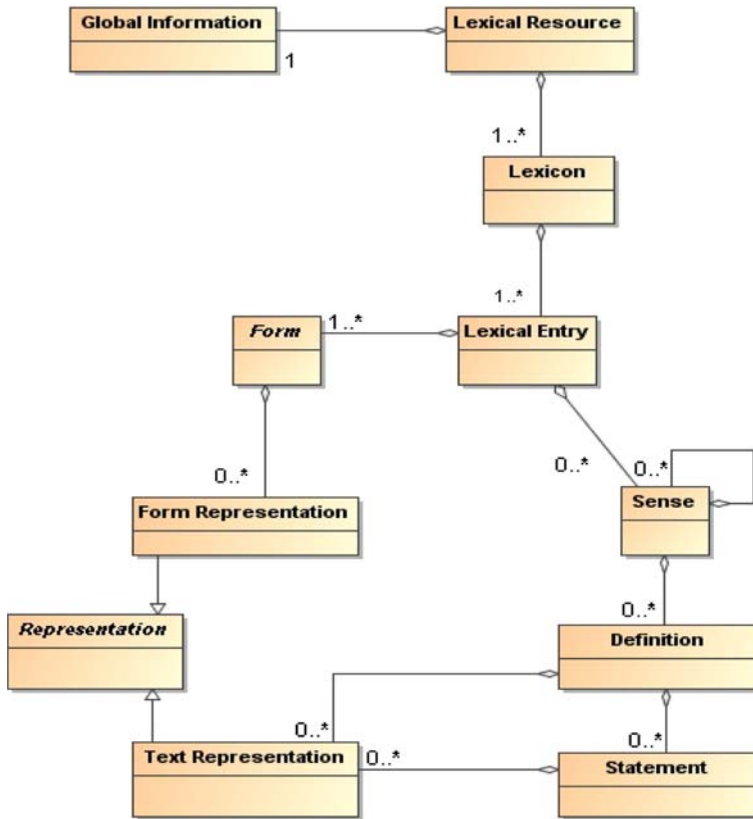 Global Information
Lexical Resource
1
1..*
Lexicon
1..*
Form
1..*
Lexical Entry
0..*
0..*
0..*
Form Representation
Sense
Representation
0..*
Definition
0..*
0..*
0..*
Text Representation
Statement